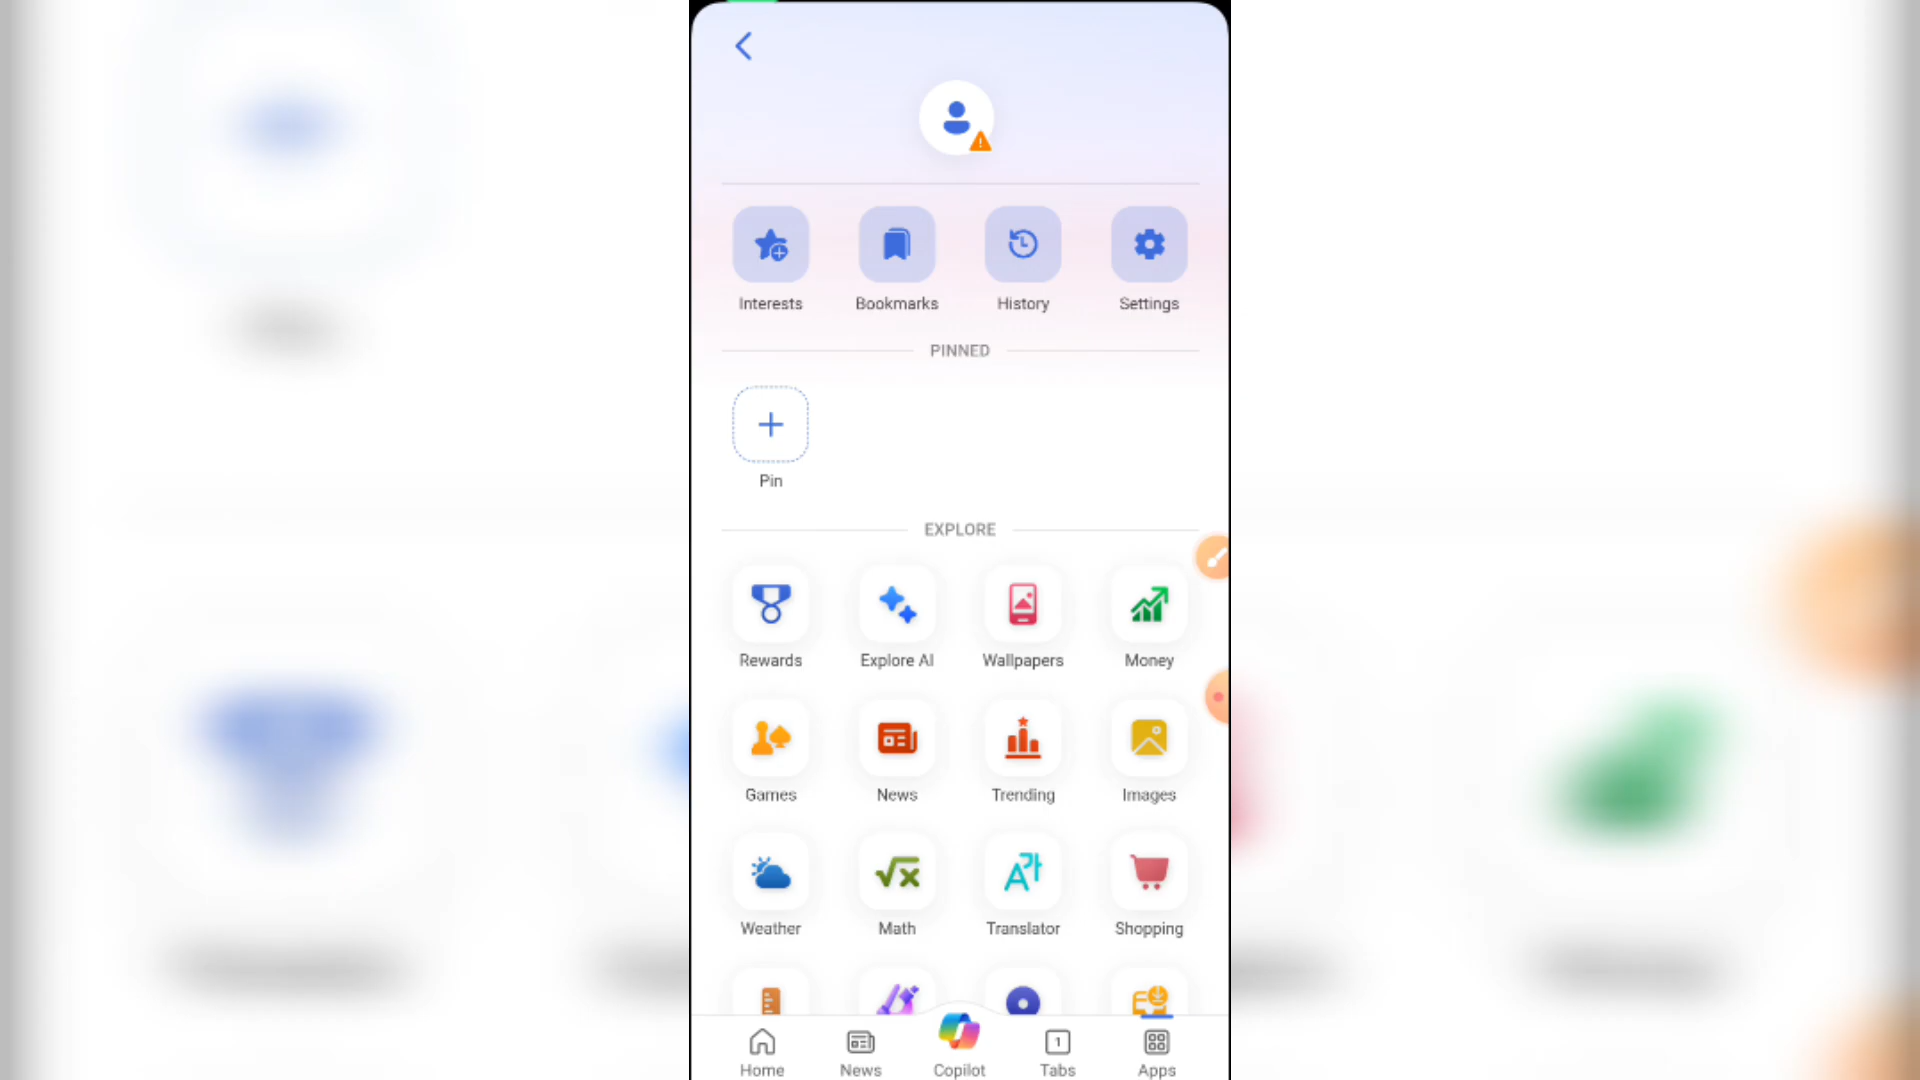 Interests Bookmarks History Settings
PINNED
Pin
EXPLORE
Rewards Explore AI Wallpapers Money
Games News Trending Images
Weather Math Translator Shopping
1
Home News Copilot Tabs Apps